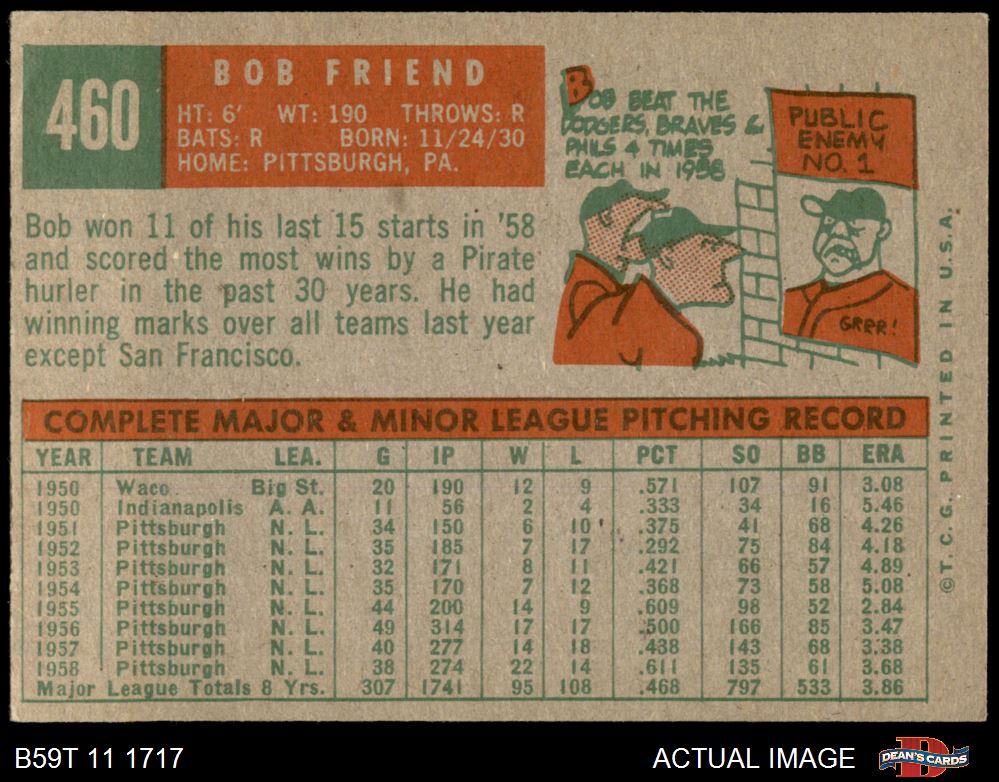 460
BOB FRIEND
HT: 6' WT: 190 THROWS: R
BATS: R BORN: 11/24/30
HOME: PITTSBURGH, PA.
Bob won 11 of his last 15 starts in '58
and scored the most wins by a Pirate
hurler in the past 30 years. He had
winning marks over all teams last year
except San Francisco.
BOB BEAT THE
DODGERS, BRAVES &
PHILS 4 TIMES
EACH IN 1958
PUBLIC
ENEMY
NO. 1
GRRR!
©T.C.G. PRINTED IN U.S.A.
COMPLETE MAJOR & MINOR LEAGUE PITCHING RECORD
YEAR TEAM LEA. G IP W L PCT SO BB ERA
1950 Waco Big St. 20 190 12 9 .571 107 91 3.08
1950 Indianapolis A. A. 11 56 2 4 .333 34 16 5.46
1951 Pittsburgh N. L. 34 150 6 10 .375 41 68 4.26
1952 Pittsburgh N. L. 35 185 7 17 .292 75 84 4.18
1953 Pittsburgh N. L. 32 171 8 11 .421 66 57 4.89
1954 Pittsburgh N. L. 35 170 7 12 .368 73 58 5.08
1955 Pittsburgh N. L. 44 200 14 9 .609 98 52 2.84
1956 Pittsburgh N. L. 49 314 17 17 .500 166 85 3.47
1957 Pittsburgh N. L. 40 277 14 18 .438 143 68 3.38
1958 Pittsburgh N. L. 38 274 22 14 .611 135 61 3.68
Major League Totals 8 Yrs. 307 1741 95 108 .468 797 533 3.86
B59T 11 1717
ACTUAL IMAGE
DEAN'S CARDS